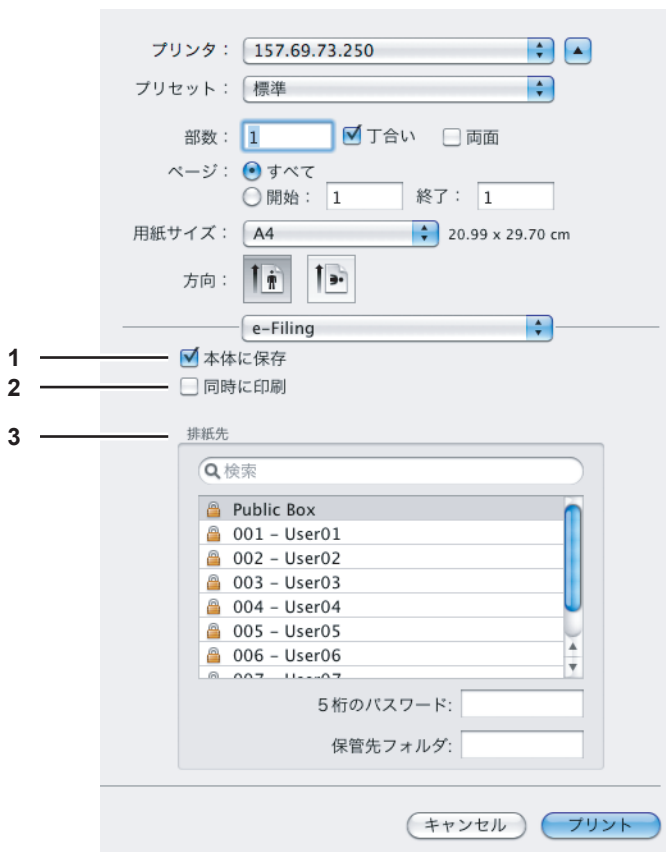 プリンタ： 157.69.73.250
プリセット： 標準
部数： 1 丁合い 両面
ページ： すべて
開始： 1 終了： 1
用紙サイズ： A4 20.99 x 29.70 cm
方向：
e-Filing
1 本体に保存
2 同時に印刷
3 排紙先
検索
Public Box
001 – User01
002 – User02
003 – User03
004 – User04
005 – User05
006 – User06
007 – User07
5桁のパスワード:
保管先フォルダ:
キャンセル プリント